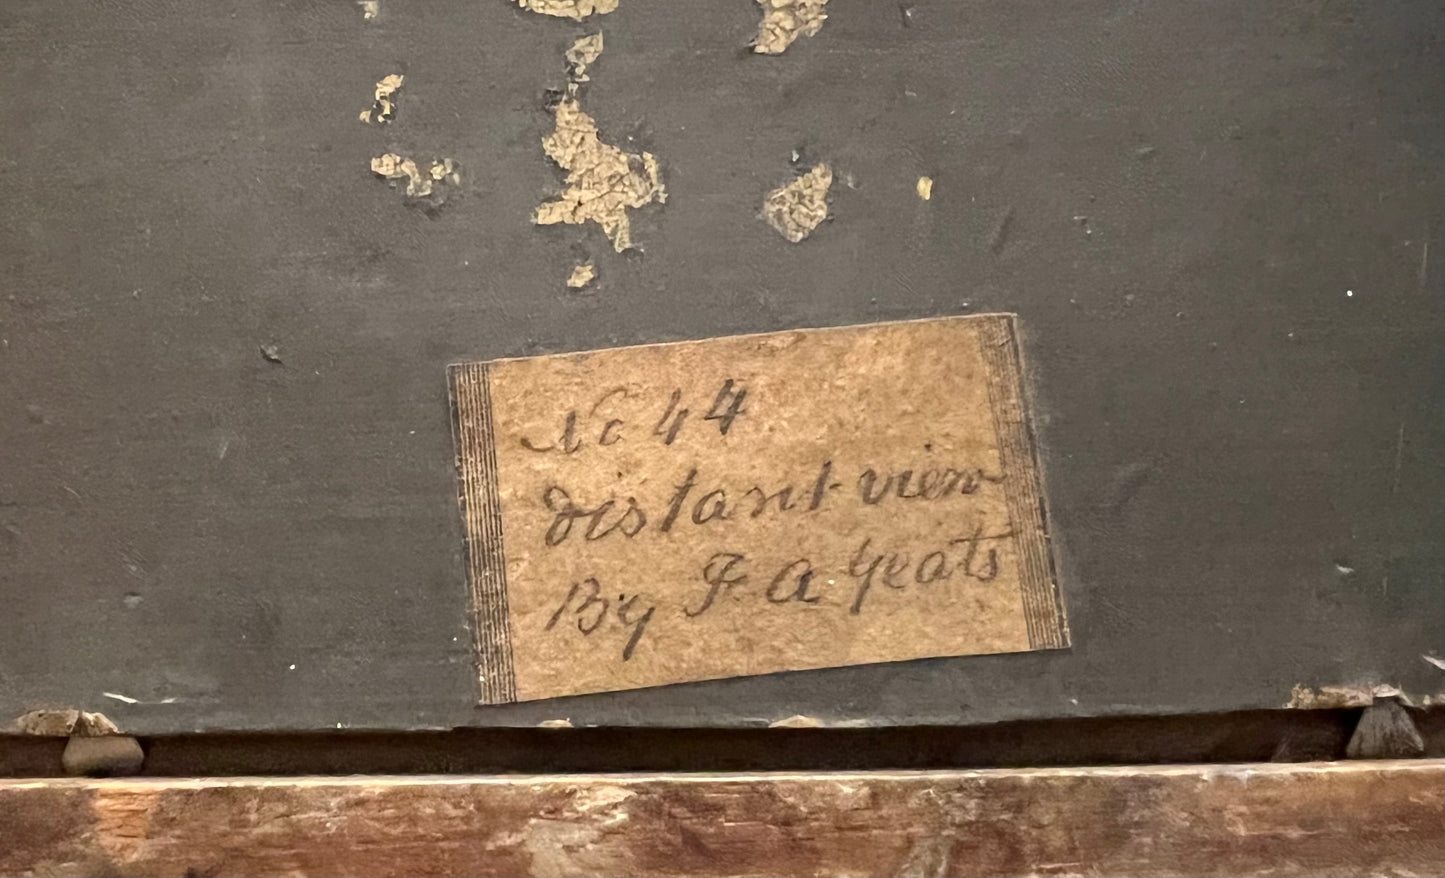 No 44
distant view
By F A Yeats